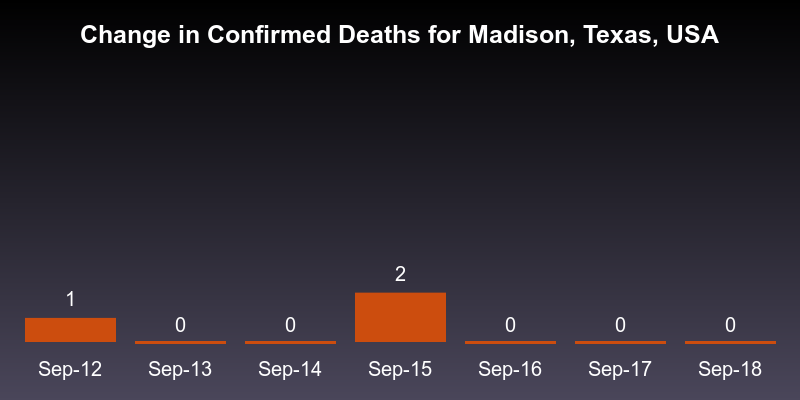 Change in Confirmed Deaths for Madison, Texas, USA
1 0 0 2 0 0 0
Sep-12 Sep-13 Sep-14 Sep-15 Sep-16 Sep-17 Sep-18